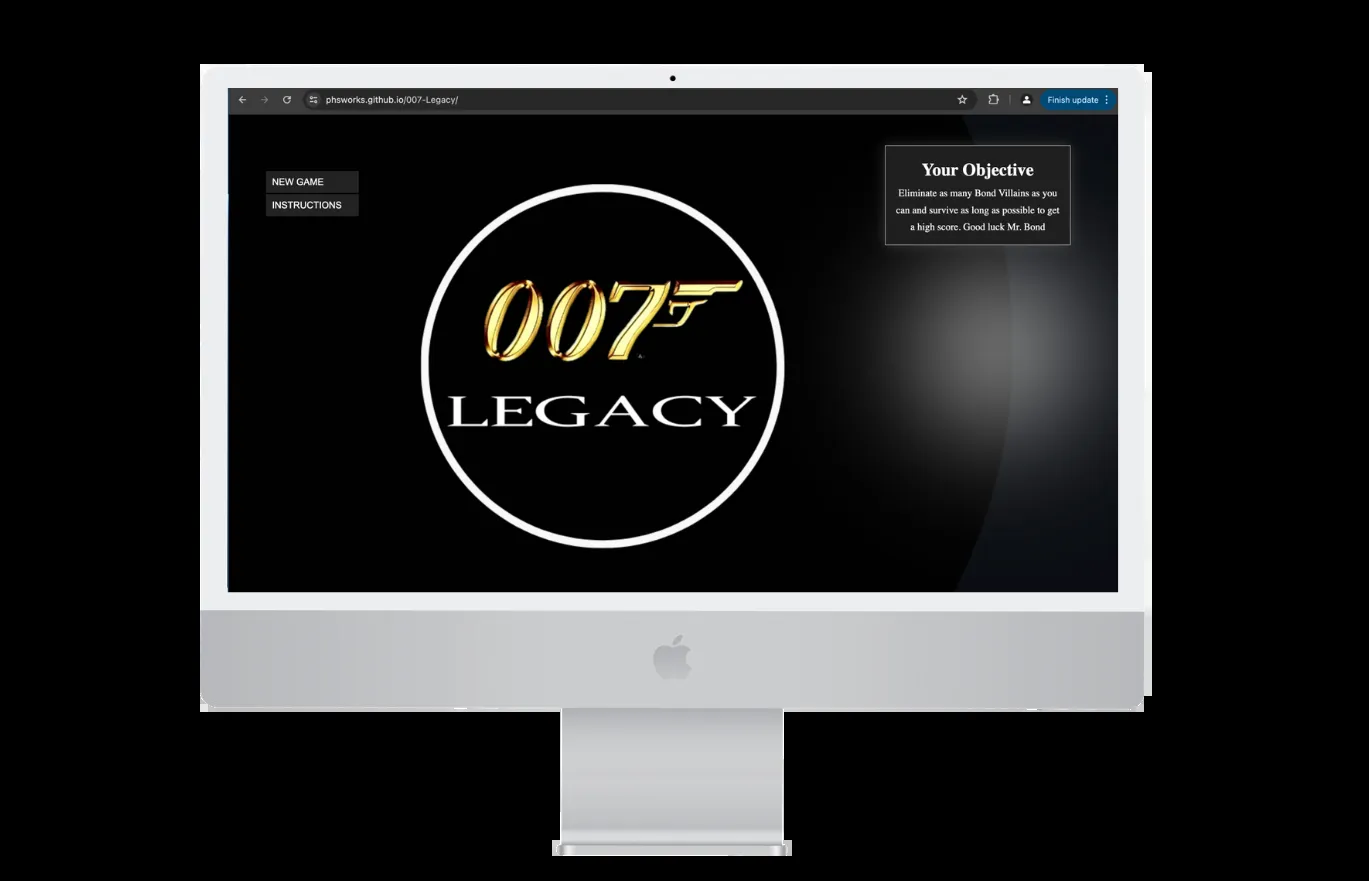 phsworks.github.io/007-Legacy/
Finish update
NEW GAME
INSTRUCTIONS
Your Objective
Eliminate as many Bond Villains as you
can and survive as long as possible to get
a high score. Good luck Mr. Bond
007
LEGACY